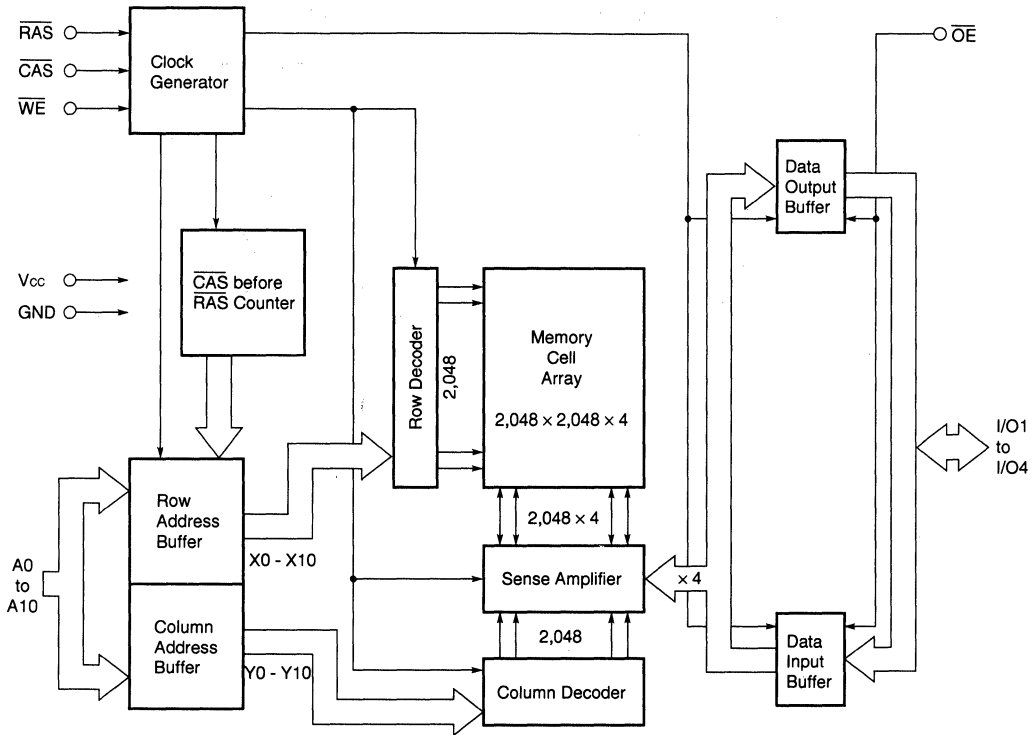 RAS
CAS
WE
Clock
Generator
OE
Data
Output
Buffer
Vcc
GND
CAS before
RAS Counter
Row Decoder
2,048
Memory
Cell
Array
2,048 × 2,048 × 4
I/O1
to
I/O4
Row
Address
Buffer
X0 - X10
2,048 × 4
Sense Amplifier
× 4
A0
to
A10
Column
Address
Buffer
Y0 - Y10
2,048
Column Decoder
Data
Input
Buffer